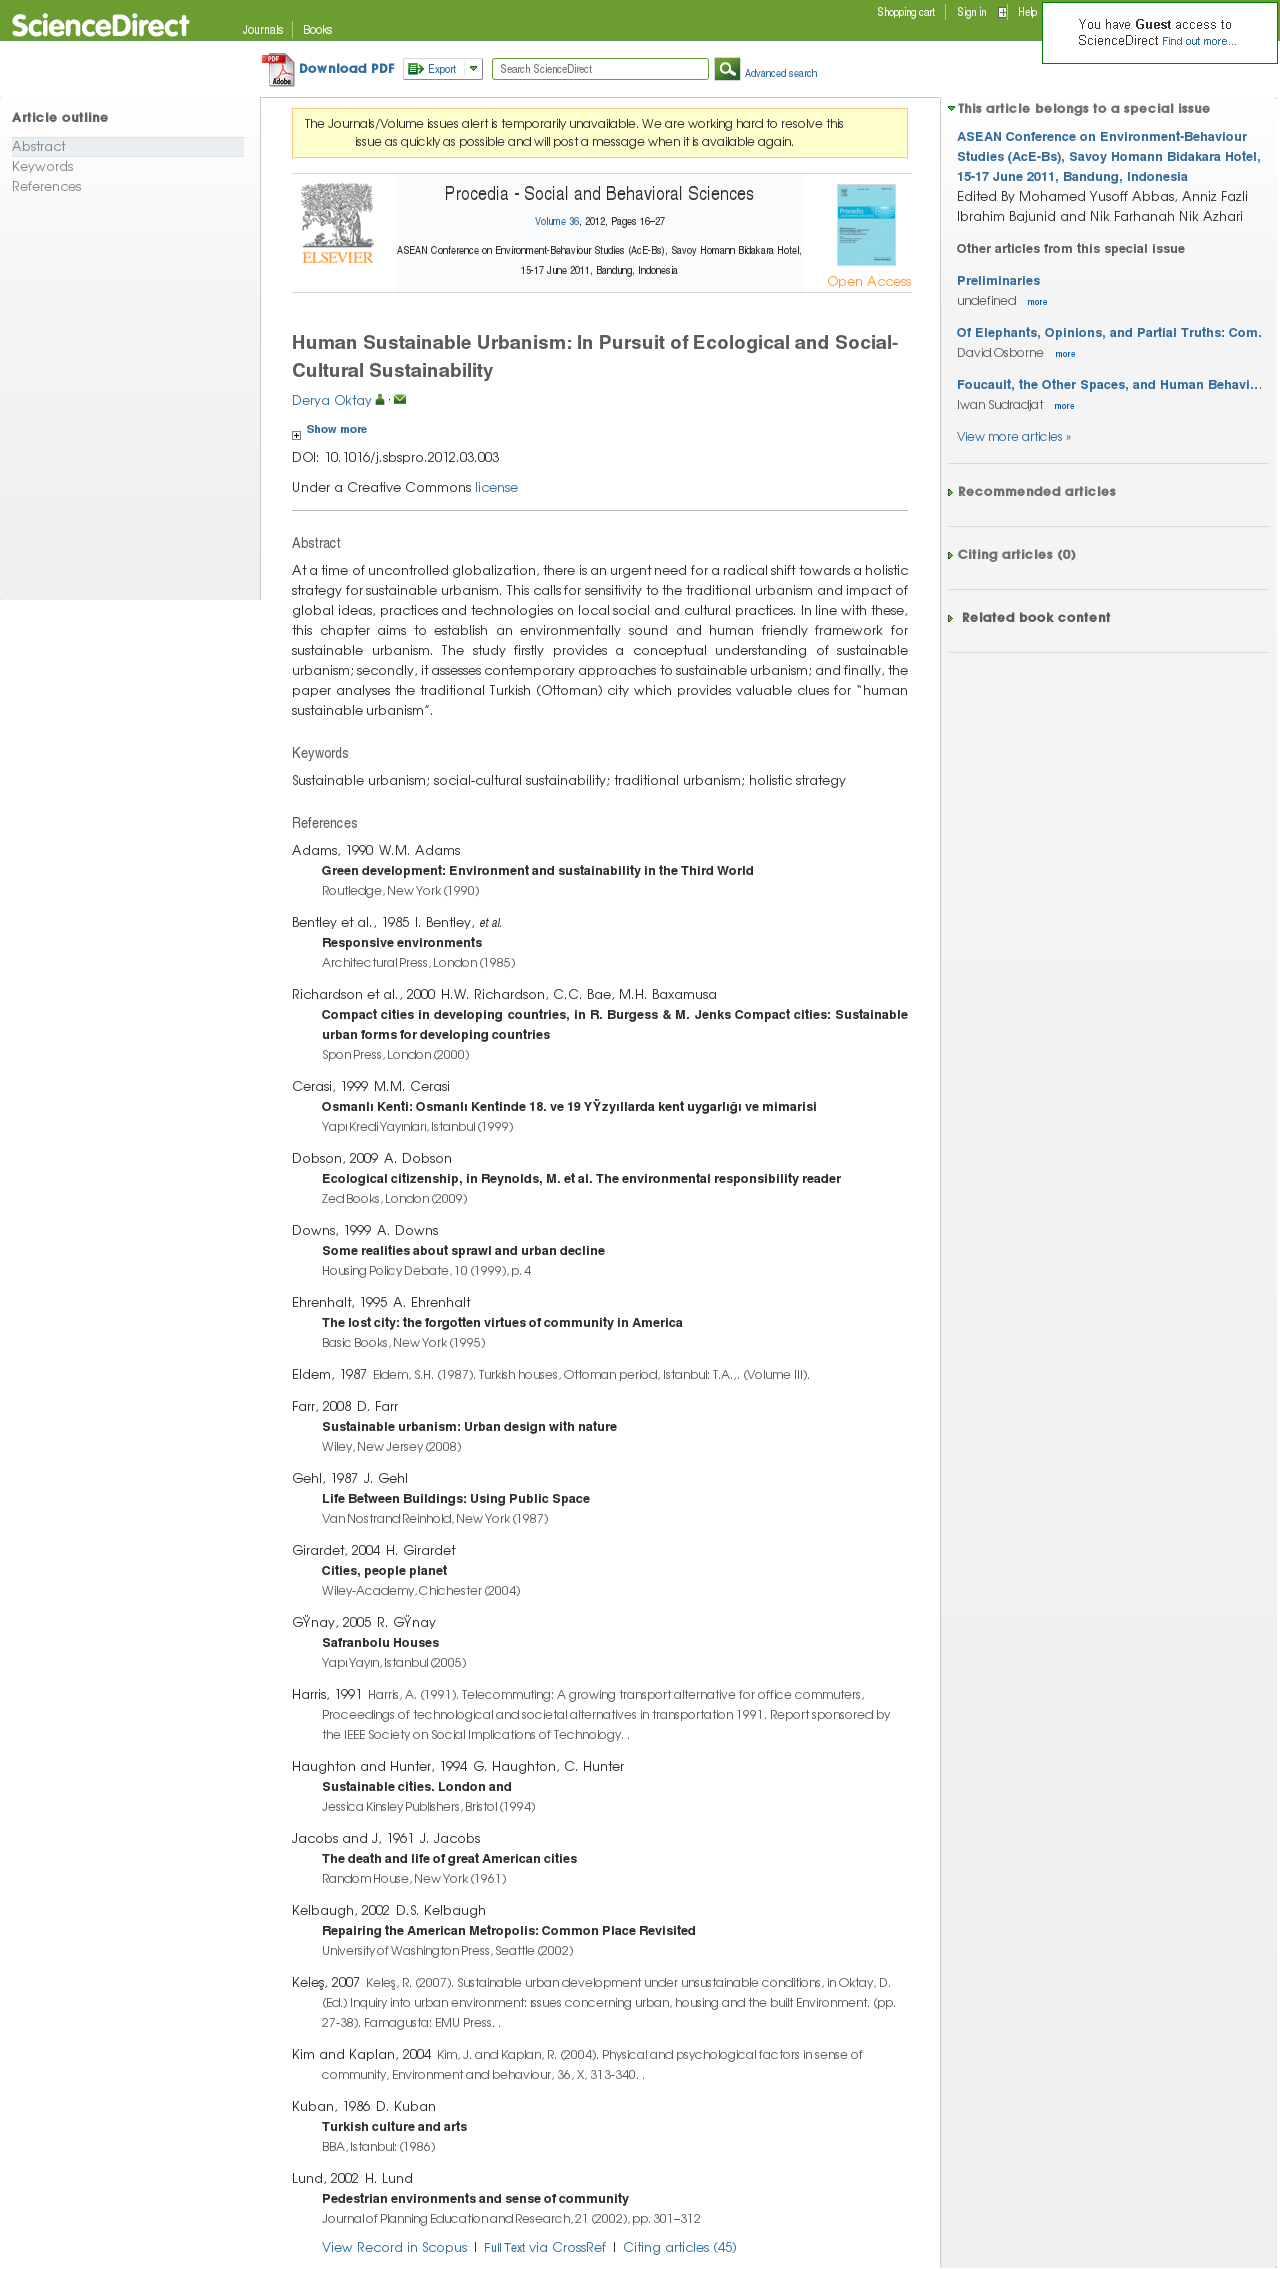 ScienceDirect
Journals
Books
Shopping cart
Sign in
Help
You have Guest access to
ScienceDirect Find out more...
Download PDF
Export
Search ScienceDirect
Advanced search
Article outline
Abstract
Keywords
References
The Journals/Volume issues alert is temporarily unavailable. We are working hard to resolve this
issue as quickly as possible and will post a message when it is available again.
ELSEVIER
Procedia - Social and Behavioral Sciences
Volume 36, 2012, Pages 16–27
ASEAN Conference on Environment-Behaviour Studies (AcE-Bs), Savoy Homann Bidakara Hotel,
15-17 June 2011, Bandung, Indonesia
Procedia
Open Access
Human Sustainable Urbanism: In Pursuit of Ecological and Social-
Cultural Sustainability
Derya Oktay
Show more
DOI: 10.1016/j.sbspro.2012.03.003
Under a Creative Commons license
Abstract
At a time of uncontrolled globalization, there is an urgent need for a radical shift towards a holistic
strategy for sustainable urbanism. This calls for sensitivity to the traditional urbanism and impact of
global ideas, practices and technologies on local social and cultural practices. In line with these,
this chapter aims to establish an environmentally sound and human friendly framework for
sustainable urbanism. The study firstly provides a conceptual understanding of sustainable
urbanism; secondly, it assesses contemporary approaches to sustainable urbanism; and finally, the
paper analyses the traditional Turkish (Ottoman) city which provides valuable clues for “human
sustainable urbanism”.
Keywords
Sustainable urbanism; social-cultural sustainability; traditional urbanism; holistic strategy
References
Adams, 1990 W.M. Adams
Green development: Environment and sustainability in the Third World
Routledge, New York (1990)
Bentley et al., 1985 I. Bentley, et al.
Responsive environments
Architectural Press, London (1985)
Richardson et al., 2000 H.W. Richardson, C.C. Bae, M.H. Baxamusa
Compact cities in developing countries, in R. Burgess & M. Jenks Compact cities: Sustainable
urban forms for developing countries
Spon Press, London (2000)
Cerasi, 1999 M.M. Cerasi
Osmanlı Kenti: Osmanlı Kentinde 18. ve 19 YŸzyıllarda kent uygarlığı ve mimarisi
Yapı Kredi Yayınları, Istanbul (1999)
Dobson, 2009 A. Dobson
Ecological citizenship, in Reynolds, M. et al. The environmental responsibility reader
Zed Books, London (2009)
Downs, 1999 A. Downs
Some realities about sprawl and urban decline
Housing Policy Debate, 10 (1999), p. 4
Ehrenhalt, 1995 A. Ehrenhalt
The lost city: the forgotten virtues of community in America
Basic Books, New York (1995)
Eldem, 1987 Eldem, S.H. (1987). Turkish houses, Ottoman period, Istanbul: T.A.,. (Volume III).
Farr, 2008 D. Farr
Sustainable urbanism: Urban design with nature
Wiley, New Jersey (2008)
Gehl, 1987 J. Gehl
Life Between Buildings: Using Public Space
Van Nostrand Reinhold, New York (1987)
Girardet, 2004 H. Girardet
Cities, people planet
Wiley-Academy, Chichester (2004)
GŸnay, 2005 R. GŸnay
Safranbolu Houses
Yapı Yayın, Istanbul (2005)
Harris, 1991 Harris, A. (1991). Telecommuting: A growing transport alternative for office commuters,
Proceedings of technological and societal alternatives in transportation 1991. Report sponsored by
the IEEE Society on Social Implications of Technology. .
Haughton and Hunter, 1994 G. Haughton, C. Hunter
Sustainable cities. London and
Jessica Kinsley Publishers, Bristol (1994)
Jacobs and J, 1961 J. Jacobs
The death and life of great American cities
Random House, New York (1961)
Kelbaugh, 2002 D.S. Kelbaugh
Repairing the American Metropolis: Common Place Revisited
University of Washington Press, Seattle (2002)
Keleş, 2007 Keleş, R. (2007). Sustainable urban development under unsustainable conditions, in Oktay, D.
(Ed.) Inquiry into urban environment: issues concerning urban, housing and the built Environment. (pp.
27-38). Famagusta: EMU Press. .
Kim and Kaplan, 2004 Kim, J. and Kaplan, R. (2004). Physical and psychological factors in sense of
community, Environment and behaviour, 36, X, 313-340. .
Kuban, 1986 D. Kuban
Turkish culture and arts
BBA, Istanbul: (1986)
Lund, 2002 H. Lund
Pedestrian environments and sense of community
Journal of Planning Education and Research, 21 (2002), pp. 301–312
View Record in Scopus | Full Text via CrossRef | Citing articles (45)
This article belongs to a special issue
ASEAN Conference on Environment-Behaviour
Studies (AcE-Bs), Savoy Homann Bidakara Hotel,
15-17 June 2011, Bandung, Indonesia
Edited By Mohamed Yusoff Abbas, Anniz Fazli
Ibrahim Bajunid and Nik Farhanah Nik Azhari
Other articles from this special issue
Preliminaries
undefined more
Of Elephants, Opinions, and Partial Truths: Com.
David Osborne more
Foucault, the Other Spaces, and Human Behavi...
Iwan Sudradjat more
View more articles »
Recommended articles
Citing articles (0)
Related book content